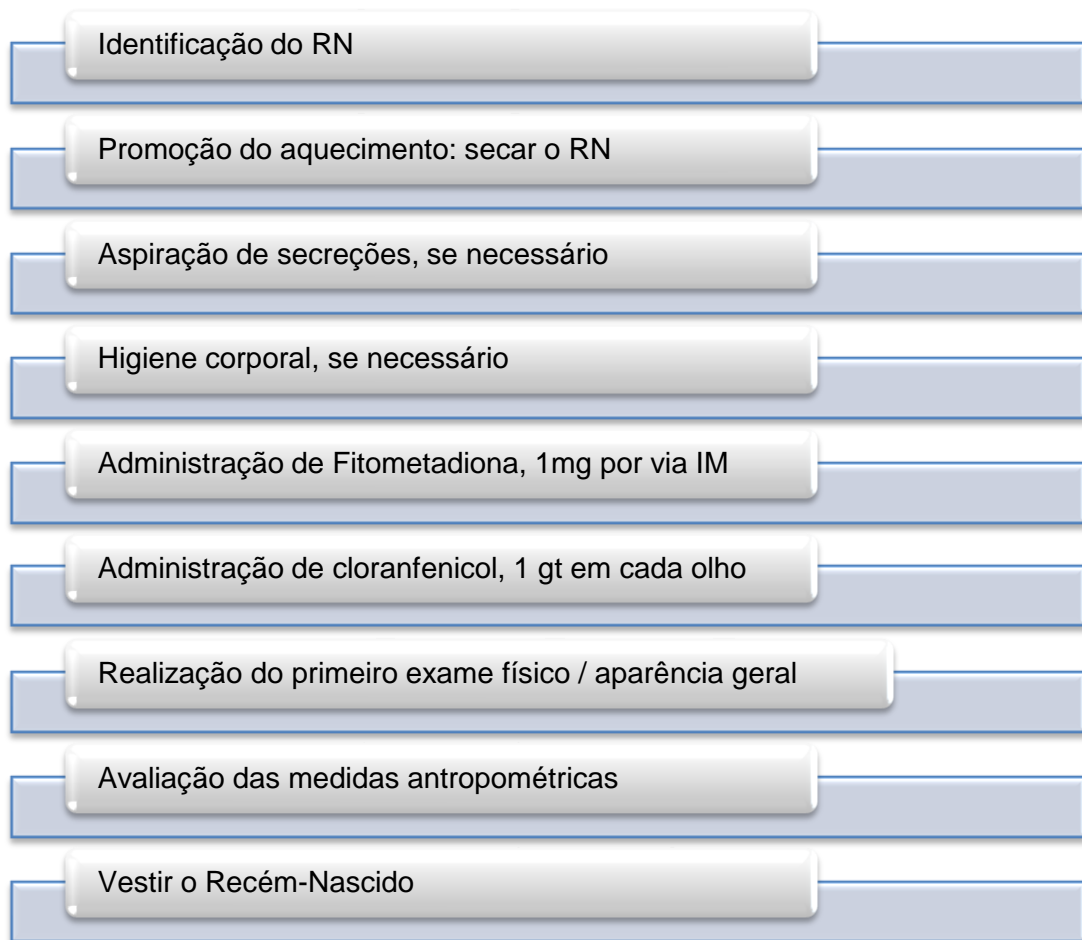 Identificação do RN
Promoção do aquecimento: secar o RN
Aspiração de secreções, se necessário
Higiene corporal, se necessário
Administração de Fitometadiona, 1mg por via IM
Administração de cloranfenicol, 1 gt em cada olho
Realização do primeiro exame físico / aparência geral
Avaliação das medidas antropométricas
Vestir o Recém-Nascido